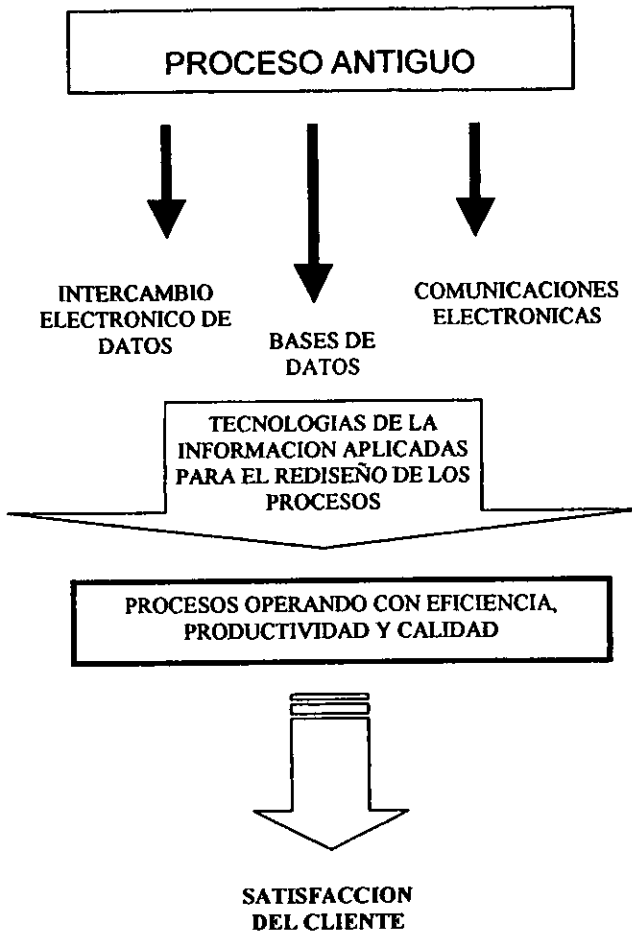 PROCESO ANTIGUO
INTERCAMBIO
ELECTRONICO DE
DATOS
BASES DE
DATOS
COMUNICACIONES
ELECTRONICAS
TECNOLOGIAS DE LA
INFORMACION APLICADAS
PARA EL REDISEÑO DE LOS
PROCESOS
PROCESOS OPERANDO CON EFICIENCIA,
PRODUCTIVIDAD Y CALIDAD
SATISFACCION
DEL CLIENTE